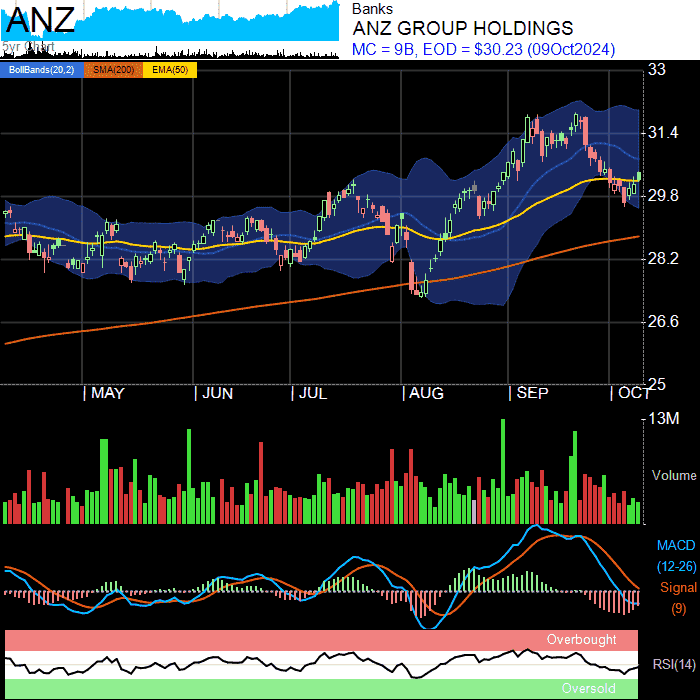 ANZ
5yr Chart
Banks
ANZ GROUP HOLDINGS
MC = 9B, EOD = $30.23 (09Oct2024)
BollBands(20,2) SMA(200) EMA(50)
33
31.4
29.8
28.2
26.6
25
| MAY | JUN | JUL | AUG | SEP | OCT
13M
Volume
MACD
(12-26)
Signal
(9)
Overbought
RSI(14)
Oversold